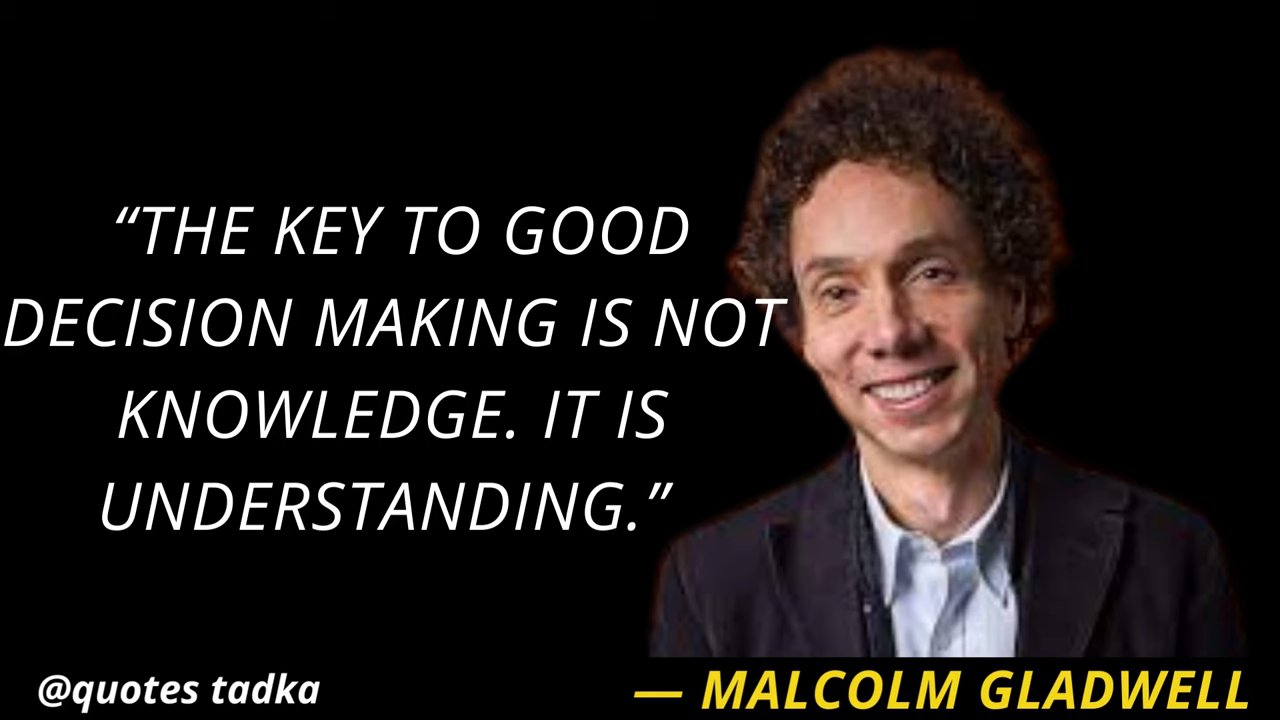 “THE KEY TO GOOD
DECISION MAKING IS NOT
KNOWLEDGE. IT IS
UNDERSTANDING.”
@quotes tadka
— MALCOLM GLADWELL